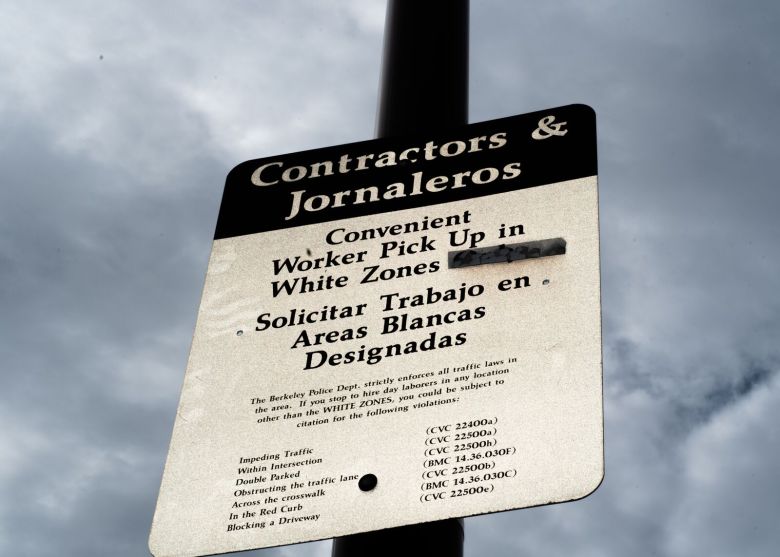 Contractors &
Jornaleros
Convenient
Worker Pick Up in
White Zones
Solicitar Trabajo en
Areas Blancas
Designadas
The Berkeley Police Dept. strictly enforces all traffic laws in
the area. If you stop to hire day laborers in any location
other than the WHITE ZONES, you could be subject to
citation for the following violations:
Impeding Traffic (CVC 22400a)
Within Intersection (CVC 22500a)
Double Parked (CVC 22500h)
Obstructing the traffic lane (BMC 14.36.030F)
Across the crosswalk (CVC 22500b)
In the Red Curb (BMC 14.36.030C)
Blocking a Driveway (CVC 22500e)